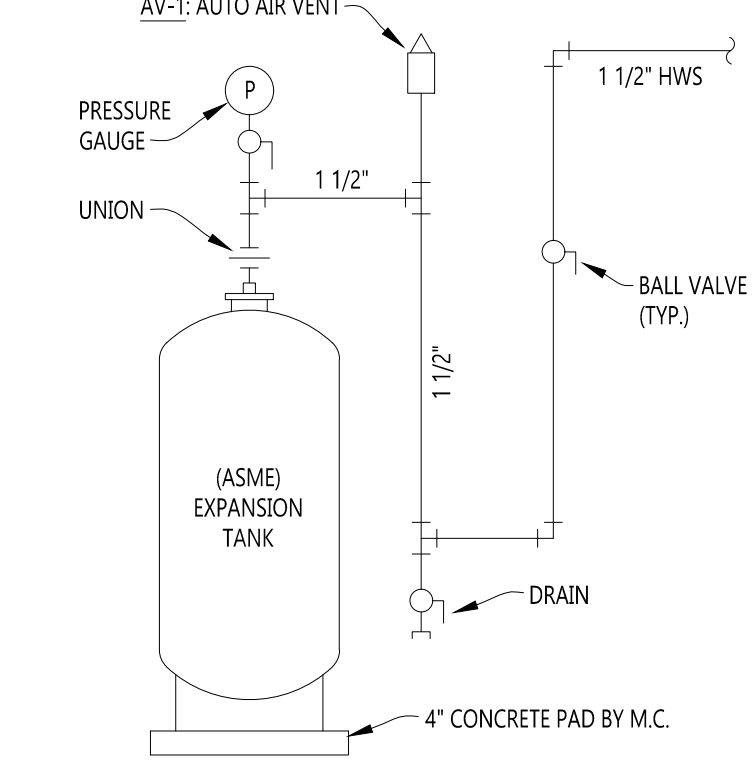 AV-1: AUTO AIR VENT
P
1 1/2" HWS
PRESSURE
GAUGE
1 1/2"
UNION
BALL VALVE
(TYP.)
1 1/2"
(ASME)
EXPANSION
TANK
DRAIN
4" CONCRETE PAD BY M.C.